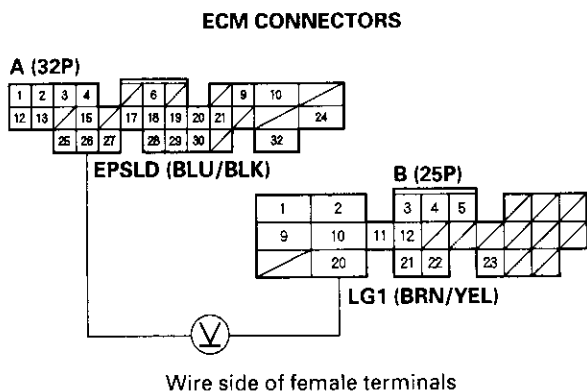 ECM CONNECTORS
A (32P)
1 2 3 4 6 9 10
12 13 15 17 18 19 20 21 24
25 26 27 28 29 30 32
EPSLD (BLU/BLK)
B (25P)
1 2 3 4 5
9 10 11 12
20 21 22 23
LG1 (BRN/YEL)
V
Wire side of female terminals